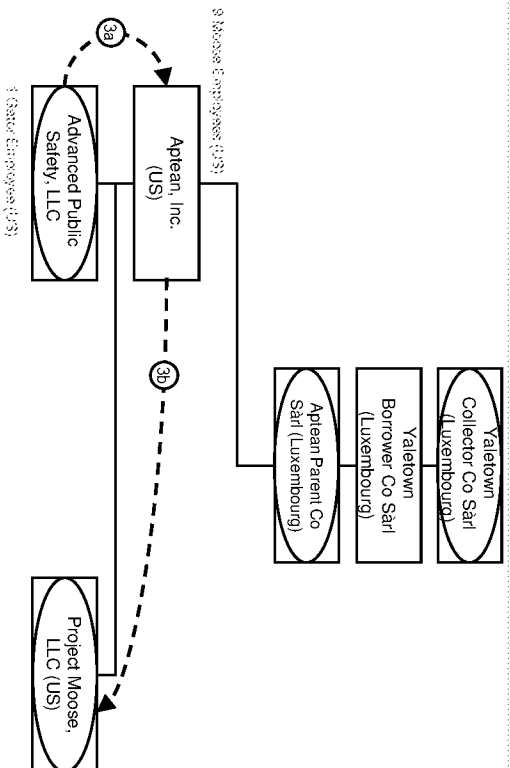 Yaletown
Collector Co Sàrl
(Luxembourg)
Yaletown
Borrower Co Sàrl
(Luxembourg)
Aptean Parent Co
Sàrl (Luxembourg)
9 Moose Employees (US)
Aptean, Inc.
(US)
3a
3b
Advanced Public
Safety, LLC
1 Gator Employee (US)
Project Moose,
LLC (US)